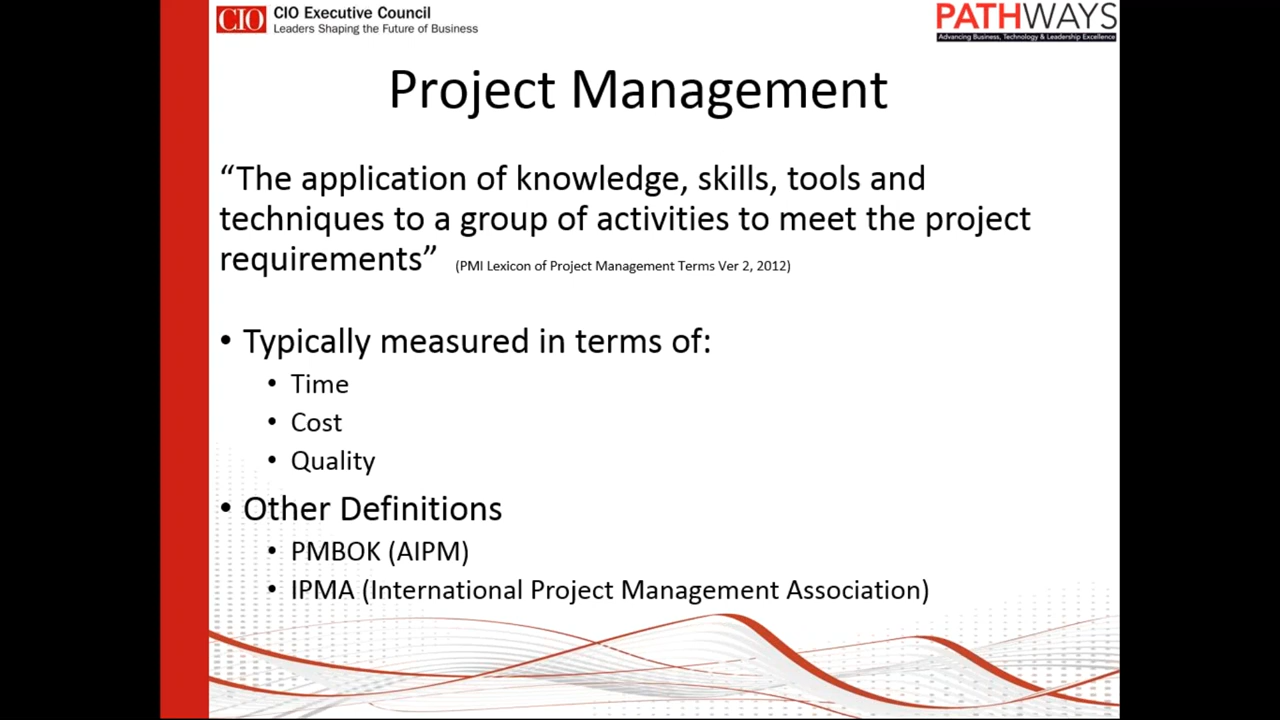 CIO CIO Executive Council
Leaders Shaping the Future of Business
PATHWAYS
Advancing Business, Technology & Leadership Excellence
Project Management
“The application of knowledge, skills, tools and
techniques to a group of activities to meet the project
requirements” (PMI Lexicon of Project Management Terms Ver 2, 2012)
• Typically measured in terms of:
• Time
• Cost
• Quality
• Other Definitions
• PMBOK (AIPM)
• IPMA (International Project Management Association)